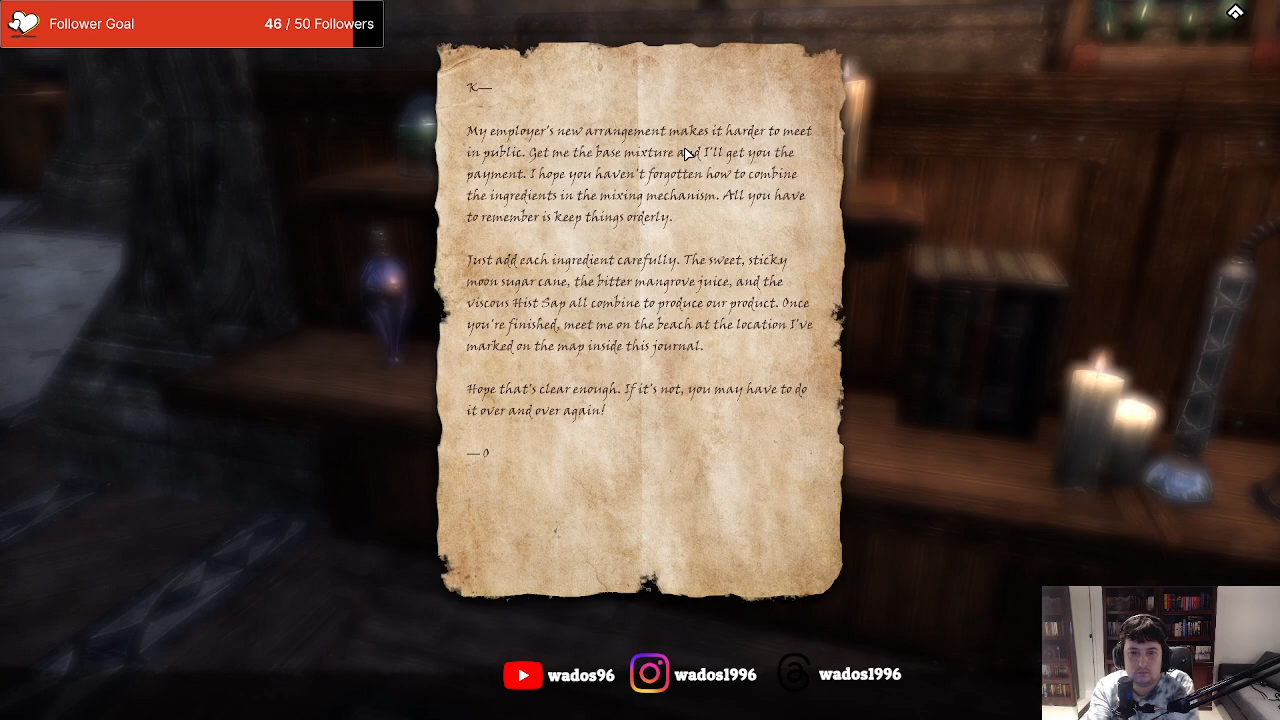 Follower Goal 46 / 50 Followers
K—
My employer's new arrangement makes it harder to meet
in public. Get me the base mixture and I'll get you the
payment. I hope you haven't forgotten how to combine
the ingredients in the mixing mechanism. All you have
to remember is keep things orderly.
Just add each ingredient carefully. The sweet, sticky
moon sugar cane, the bitter mangrove juice, and the
viscous Hist Sap all combine to produce our product. Once
you're finished, meet me on the beach at the location I've
marked on the map inside this journal.
Hope that's clear enough. If it's not, you may have to do
it over and over again!
— O
wados96 wados1996 wados1996